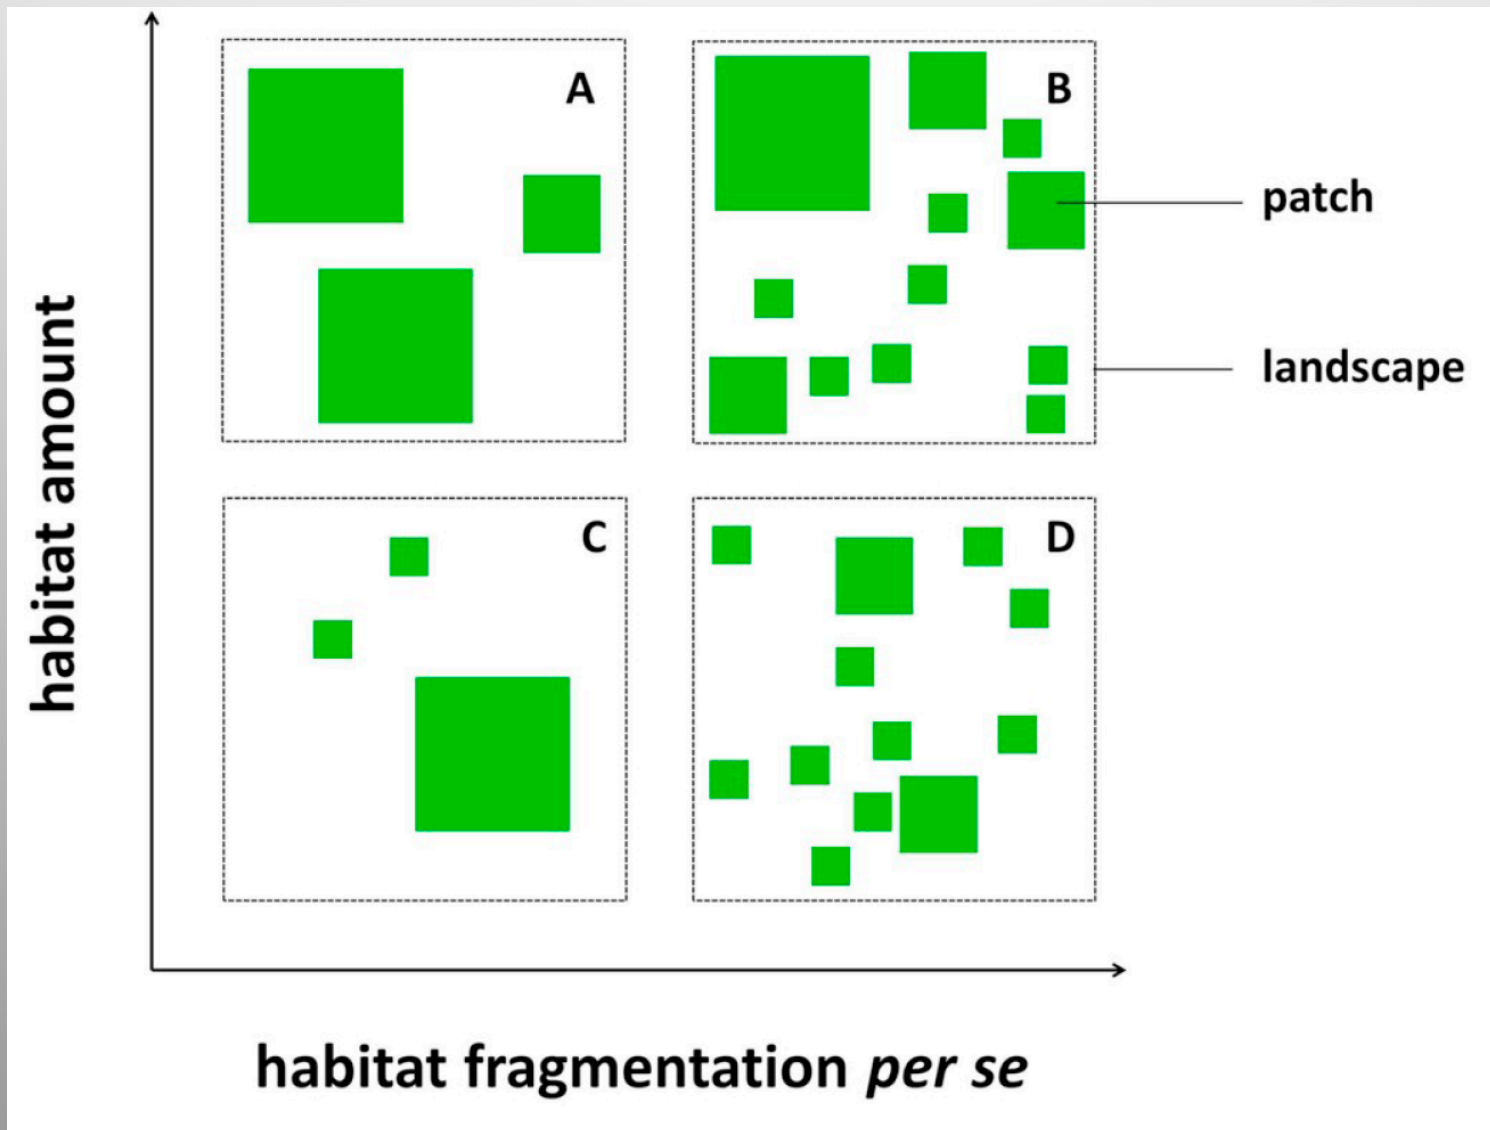 A
B
patch
landscape
C
D
habitat amount
habitat fragmentation per se